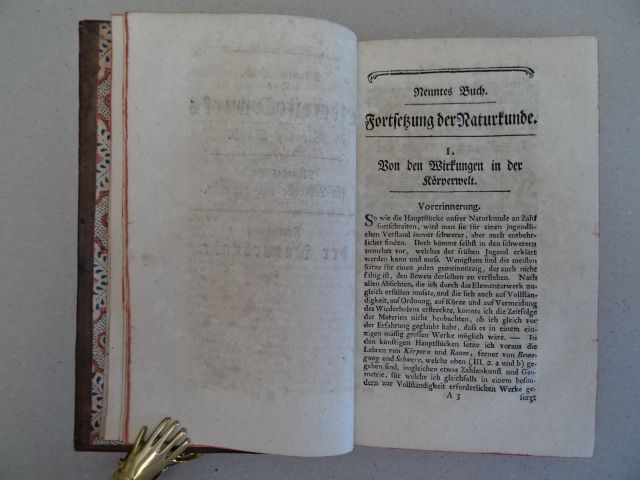 Neuntes Buch.
Fortsetzung der Naturkunde.
I.
Von den Wirkungen in der
Körperwelt.
Vorerinnerung.
So wie die Hauptstücke unsrer Naturkunde an Zahl
fortschreiten, wird man sie für einen jugendli-
chen Verstand immer schwerer, aber auch entbehr-
licher finden. Doch kömmt selbst in den schwerern
manches vor, welches der frühen Jugend erklärt
werden kann und muss. Wenigstens sind die meisten
Sätze für einen jeden gemeinnützig, der auch nicht
fähig ist, den Beweis derselben zu verstehen. Nach
allen Absichten, die ich durch das Elementarwerk zu-
gleich erfüllen musste, und die sich auch auf Vollstän-
digkeit, auf Ordnung, auf Kürze und auf Vermeidung
des Wiederholens erstreckte, konnte ich die Zeitfolge
der Materien nicht beobachten, ob ich gleich vor
der Erfahrung geglaubt habe, dass es in einem ein-
zigen mässig grossen Werke möglich wäre. — In
den künftigen Hauptstücken setze ich voraus die
Lehren von Körpern und Raum, ferner von Bewe-
gung und Schwere, welche oben (III. 2. a und b) ge-
geben sind, imgleichen etwas Zahlenkunst und Geo-
metrie, für welche ich gleichfalls in einem beson-
dern zur Vollständigkeit erforderlichen Werke ge-
A 3 sorgt